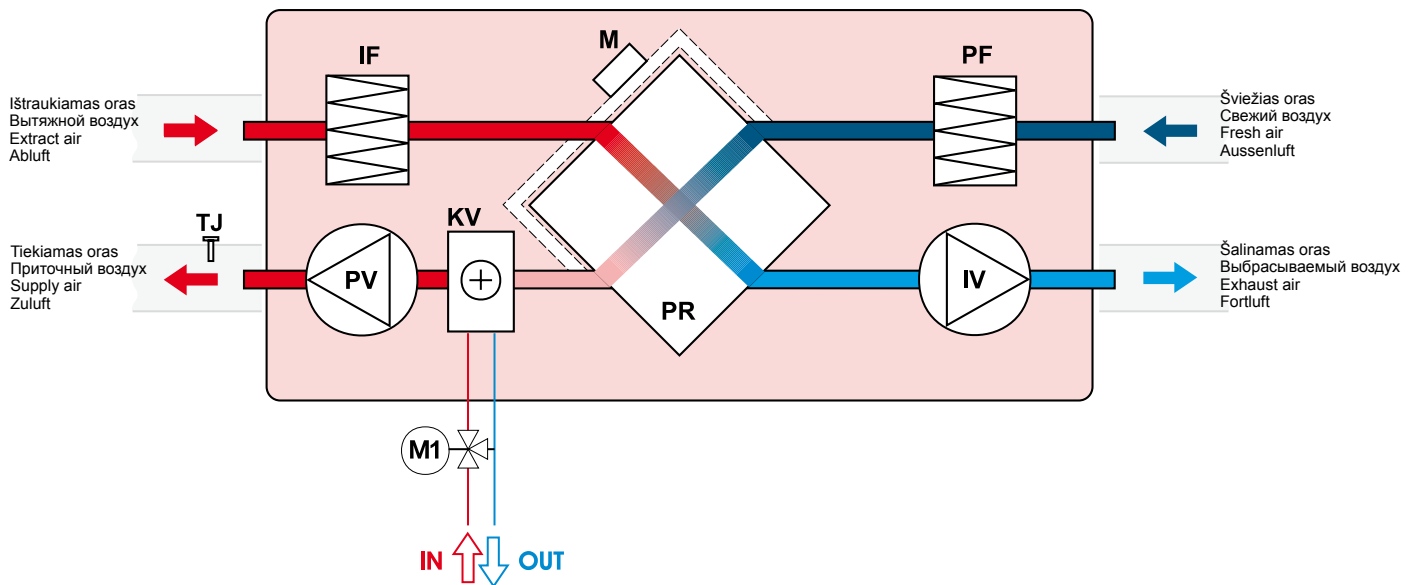 IF
M
PF
Ištraukiamas oras
Вытяжной воздух
Extract air
Abluft
Šviežias oras
Свежий воздух
Fresh air
Aussenluft
TJ
KV
Tiekiamas oras
Приточный воздух
Supply air
Zuluft
PV
PR
IV
Šalinamas oras
Выбрасываемый воздух
Exhaust air
Fortluft
M1
IN
OUT